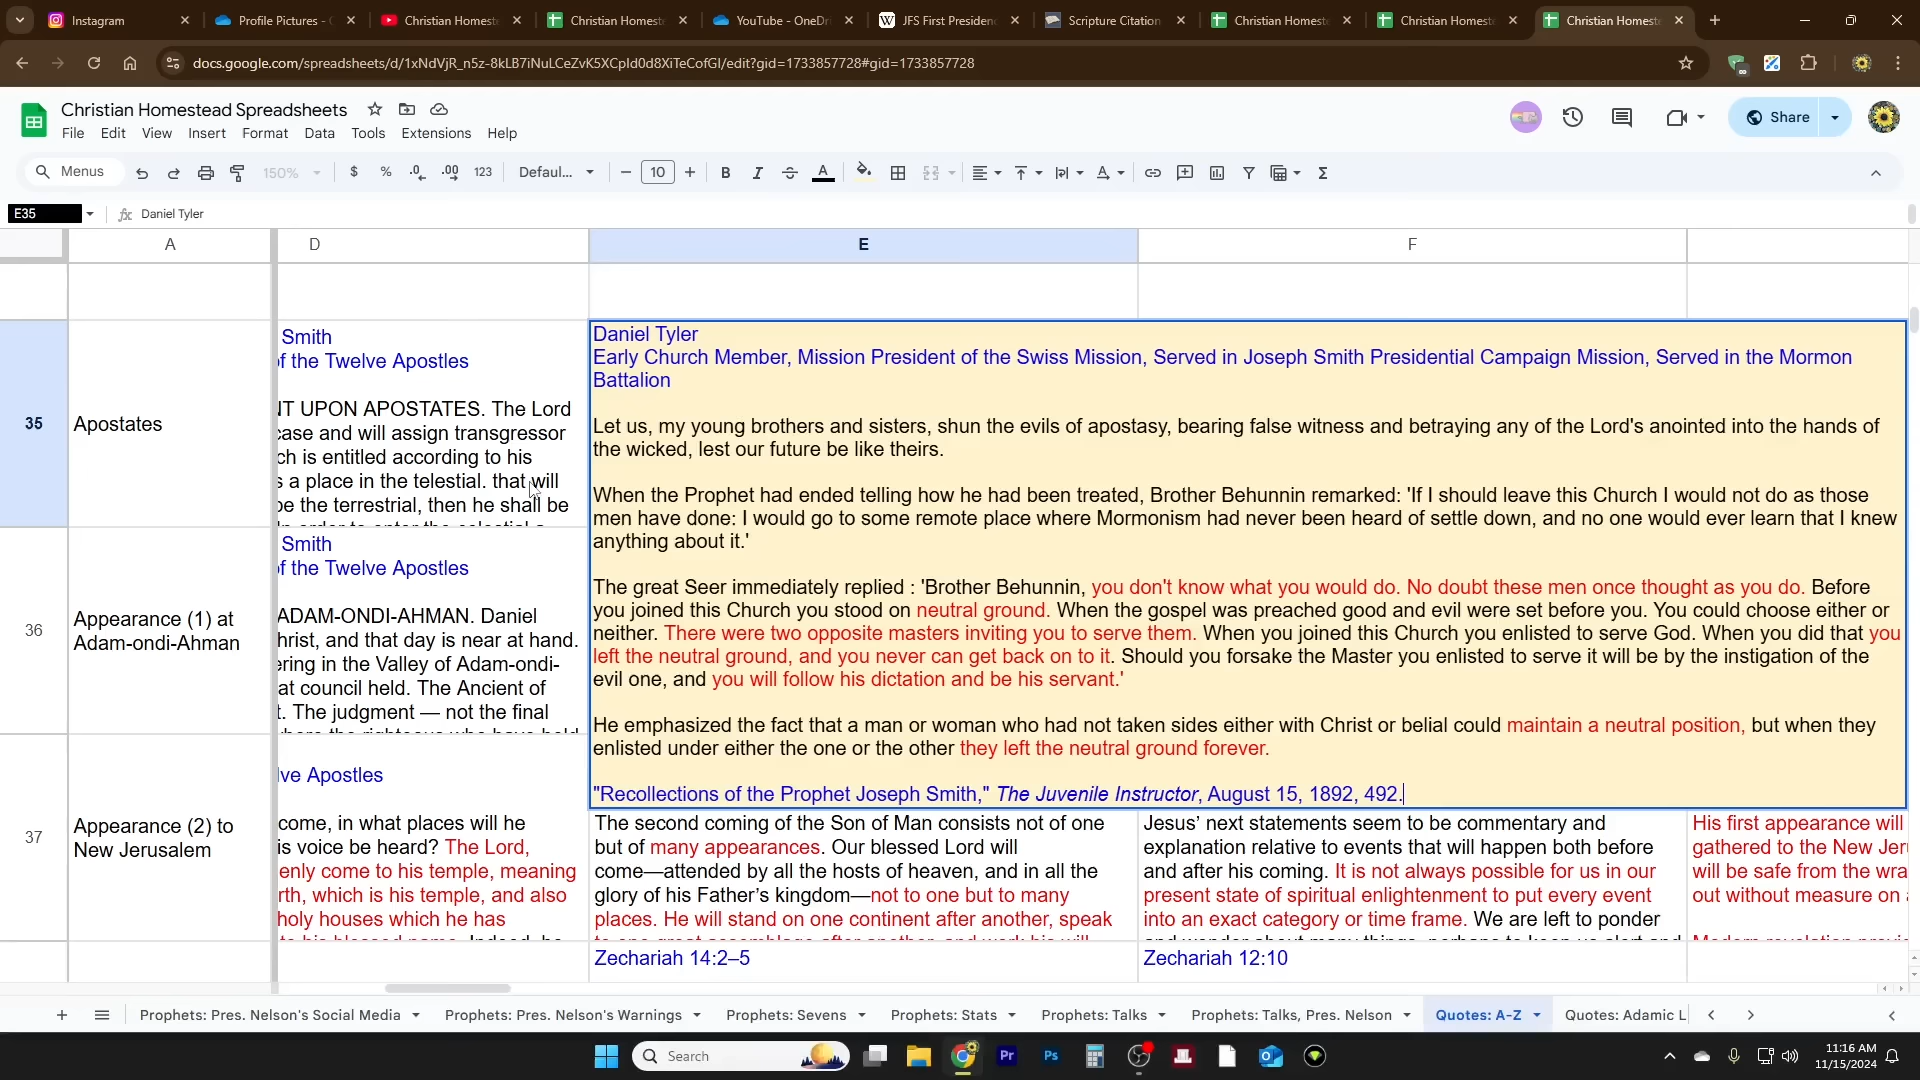 Instagram
Profile Pictures - 
Christian Homest
Christian Homest
YouTube - OneDri
JFS First Presiden
Scripture Citation
Christian Homest
Christian Homest
Christian Homest
docs.google.com/spreadsheets/d/1xNdVjR_n5z-8kLB7iNuLCeZvK5XCpId0d8XiTeCofGI/edit?gid=1733857728#gid=1733857728
Christian Homestead Spreadsheets
Share
File Edit View Insert Format Data Tools Extensions Help
Menus 150% $ % .0 .00 123 Defaul... 10 B I A
E35 fx Daniel Tyler
A D E F
35
Apostates
Smith
of the Twelve Apostles
NT UPON APOSTATES. The Lord
case and will assign transgressor
ch is entitled according to his
s a place in the telestial. that will
be the terrestrial, then he shall be
Daniel Tyler
Early Church Member, Mission President of the Swiss Mission, Served in Joseph Smith Presidential Campaign Mission, Served in the Mormon
Battalion
Let us, my young brothers and sisters, shun the evils of apostasy, bearing false witness and betraying any of the Lord's anointed into the hands of
the wicked, lest our future be like theirs.
When the Prophet had ended telling how he had been treated, Brother Behunnin remarked: 'If I should leave this Church I would not do as those
men have done: I would go to some remote place where Mormonism had never been heard of settle down, and no one would ever learn that I knew
anything about it.'
The great Seer immediately replied : 'Brother Behunnin, you don't know what you would do. No doubt these men once thought as you do. Before
you joined this Church you stood on neutral ground. When the gospel was preached good and evil were set before you. You could choose either or
neither. There were two opposite masters inviting you to serve them. When you joined this Church you enlisted to serve God. When you did that you
left the neutral ground, and you never can get back on to it. Should you forsake the Master you enlisted to serve it will be by the instigation of the
evil one, and you will follow his dictation and be his servant.'
He emphasized the fact that a man or woman who had not taken sides either with Christ or belial could maintain a neutral position, but when they
enlisted under either the one or the other they left the neutral ground forever.
"Recollections of the Prophet Joseph Smith," The Juvenile Instructor, August 15, 1892, 492.
36
Appearance (1) at
Adam-ondi-Ahman
Smith
of the Twelve Apostles
ADAM-ONDI-AHMAN. Daniel
hrist, and that day is near at hand.
ering in the Valley of Adam-ondi-
at council held. The Ancient of
t. The judgment — not the final
37
Appearance (2) to
New Jerusalem
lve Apostles
come, in what places will he
is voice be heard? The Lord,
enly come to his temple, meaning
rth, which is his temple, and also
holy houses which he has
The second coming of the Son of Man consists not of one
but of many appearances. Our blessed Lord will
come—attended by all the hosts of heaven, and in all the
glory of his Father's kingdom—not to one but to many
places. He will stand on one continent after another, speak
Jesus' next statements seem to be commentary and
explanation relative to events that will happen both before
and after his coming. It is not always possible for us in our
present state of spiritual enlightenment to put every event
into an exact category or time frame. We are left to ponder
His first appearance will
gathered to the New Jer
will be safe from the wra
out without measure on
Zechariah 14:2–5
Zechariah 12:10
Prophets: Pres. Nelson's Social Media
Prophets: Pres. Nelson's Warnings
Prophets: Sevens
Prophets: Stats
Prophets: Talks
Prophets: Talks, Pres. Nelson
Quotes: A-Z
Quotes: Adamic L
Search
Pr
Ps
11:16 AM
11/15/2024